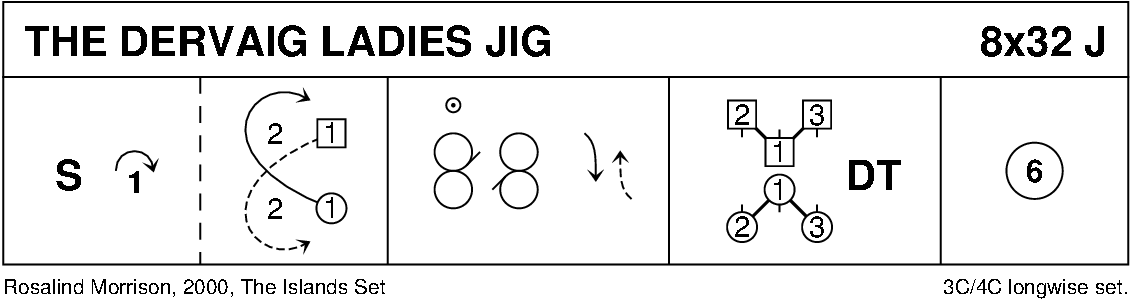 THE DERVAIG LADIES JIG 8x32 J
2 1 2 3
S 1 1 DT 6
2 1 1
2 3
Rosalind Morrison, 2000, The Islands Set 3C/4C longwise set.